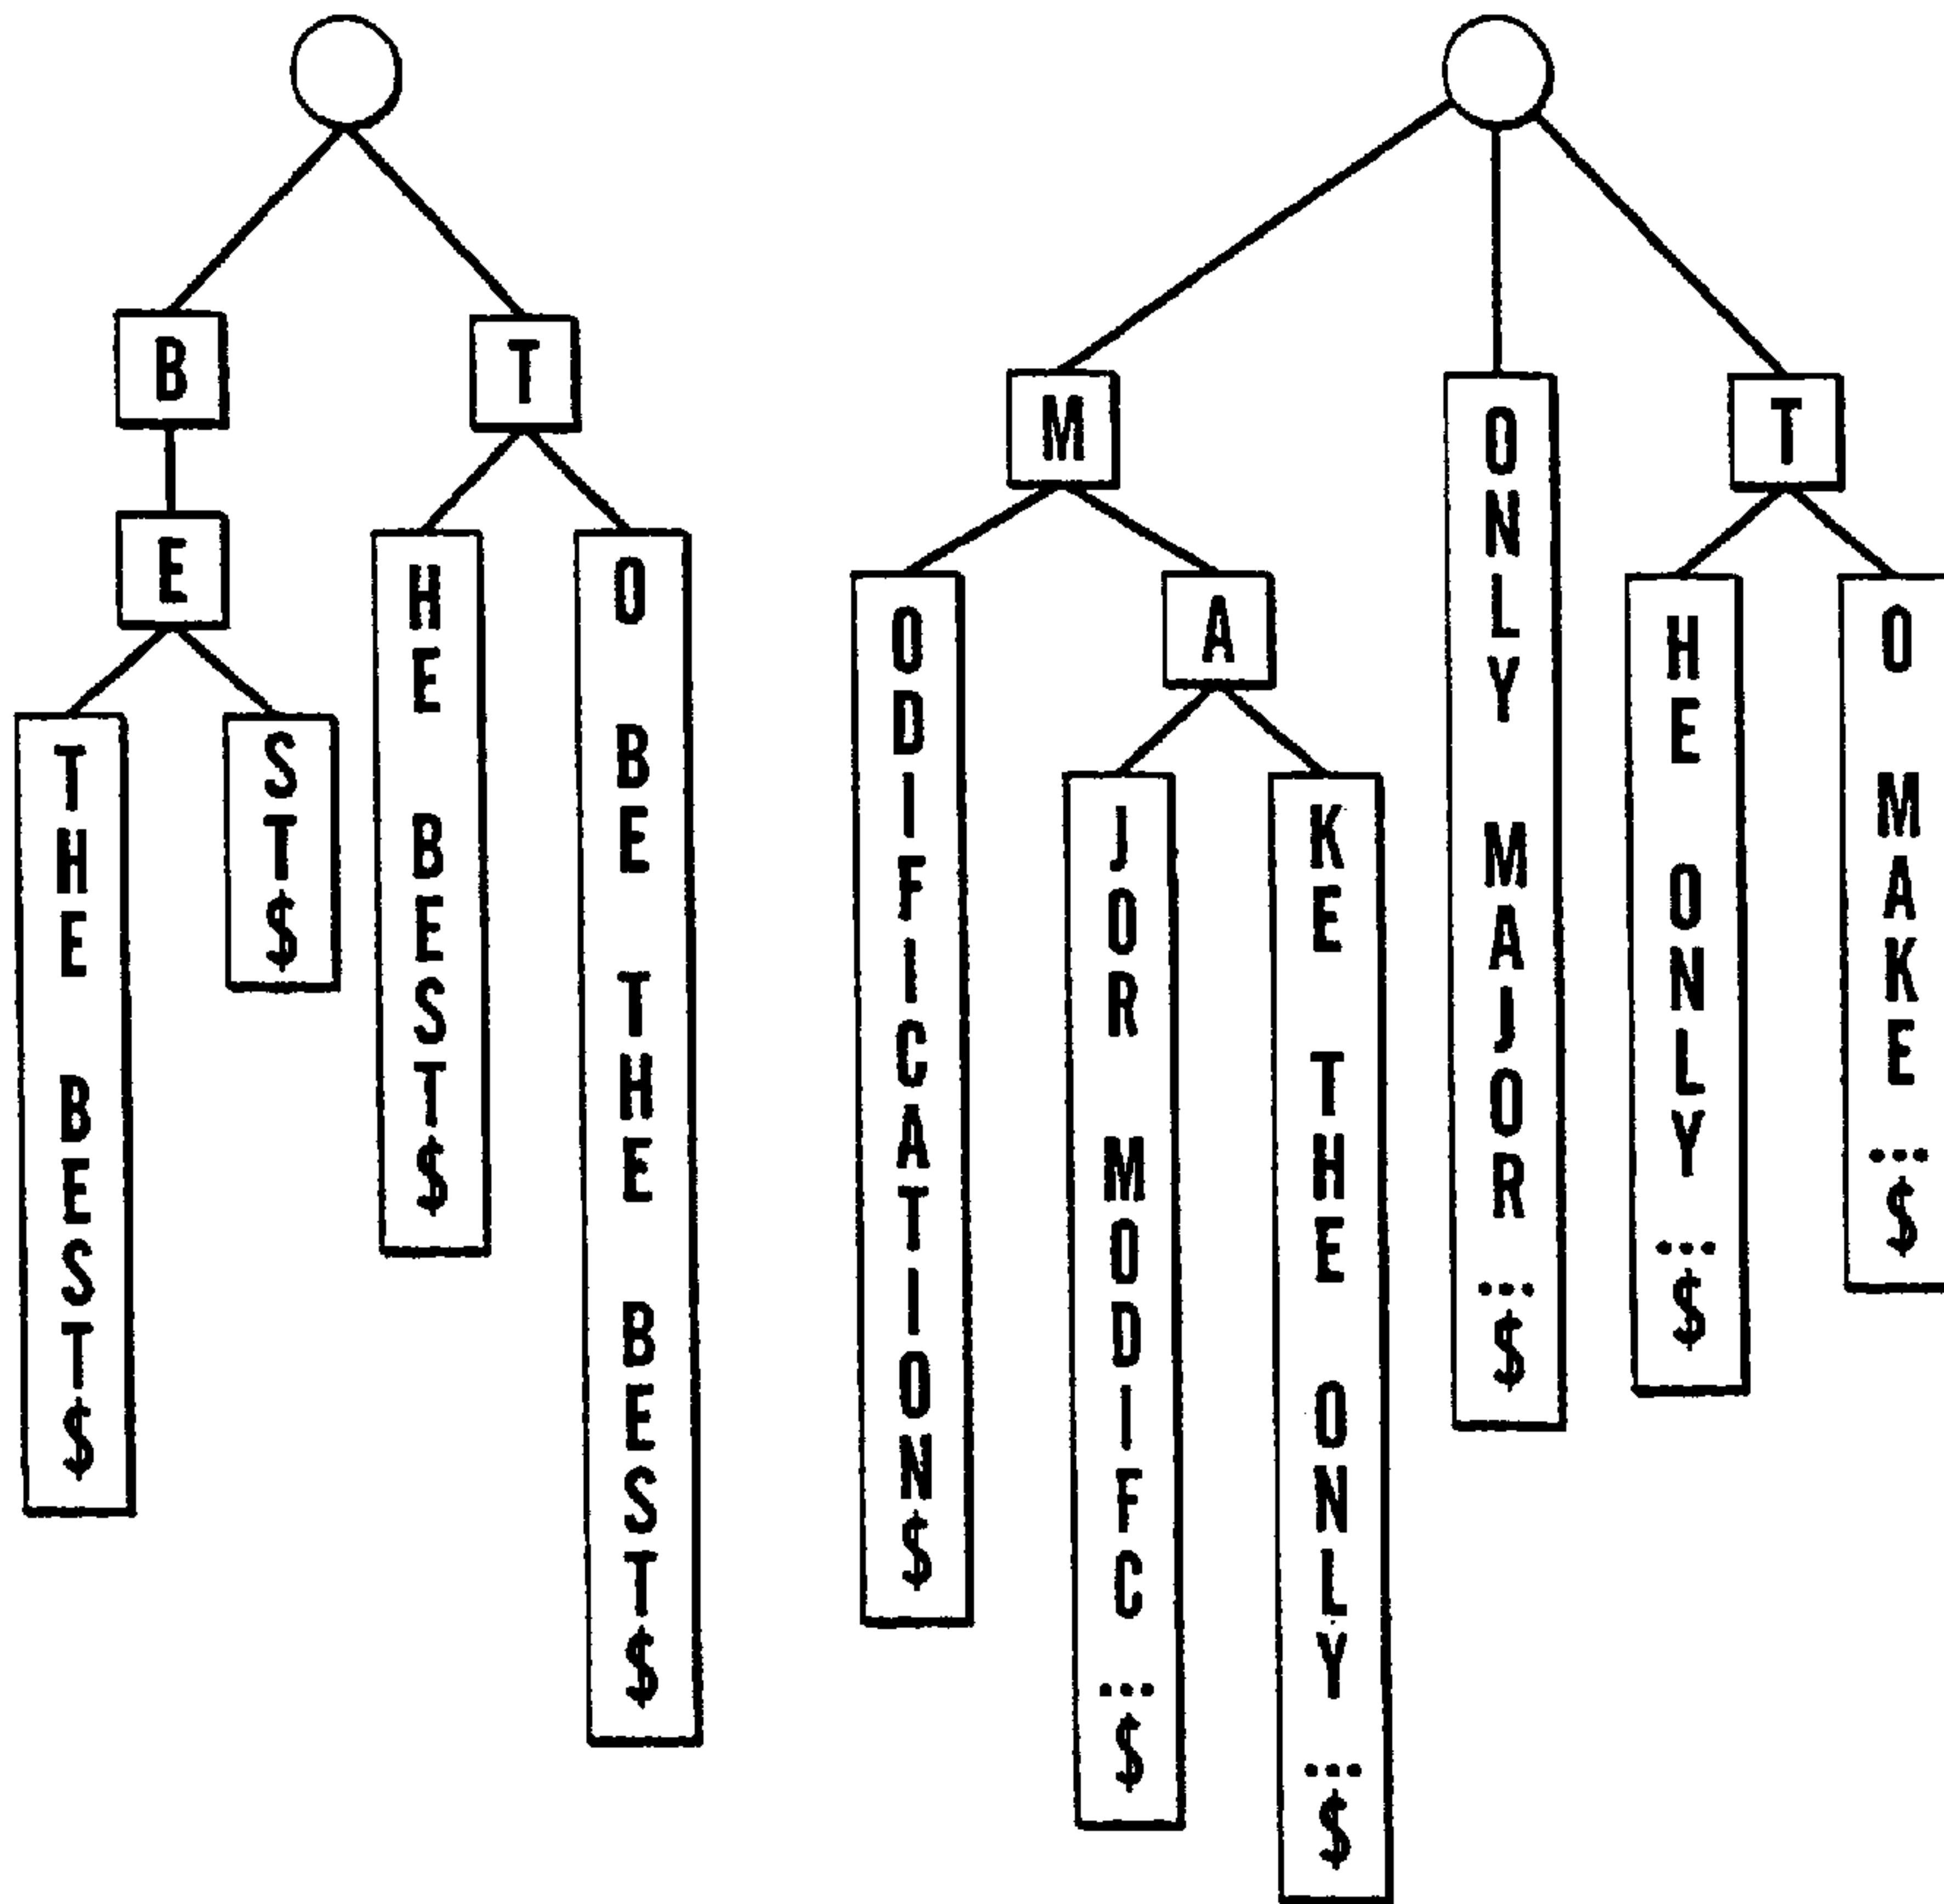 B
T
E
THE BEST$
ST$
HE BEST$
O BE THE BEST$
M
ONLY MAJOR ... $
T
ODIFICATION$
A
JOR MODIFC ... $
KE THE ONLY ... $
HE ONLY ... $
O MAKE ... $